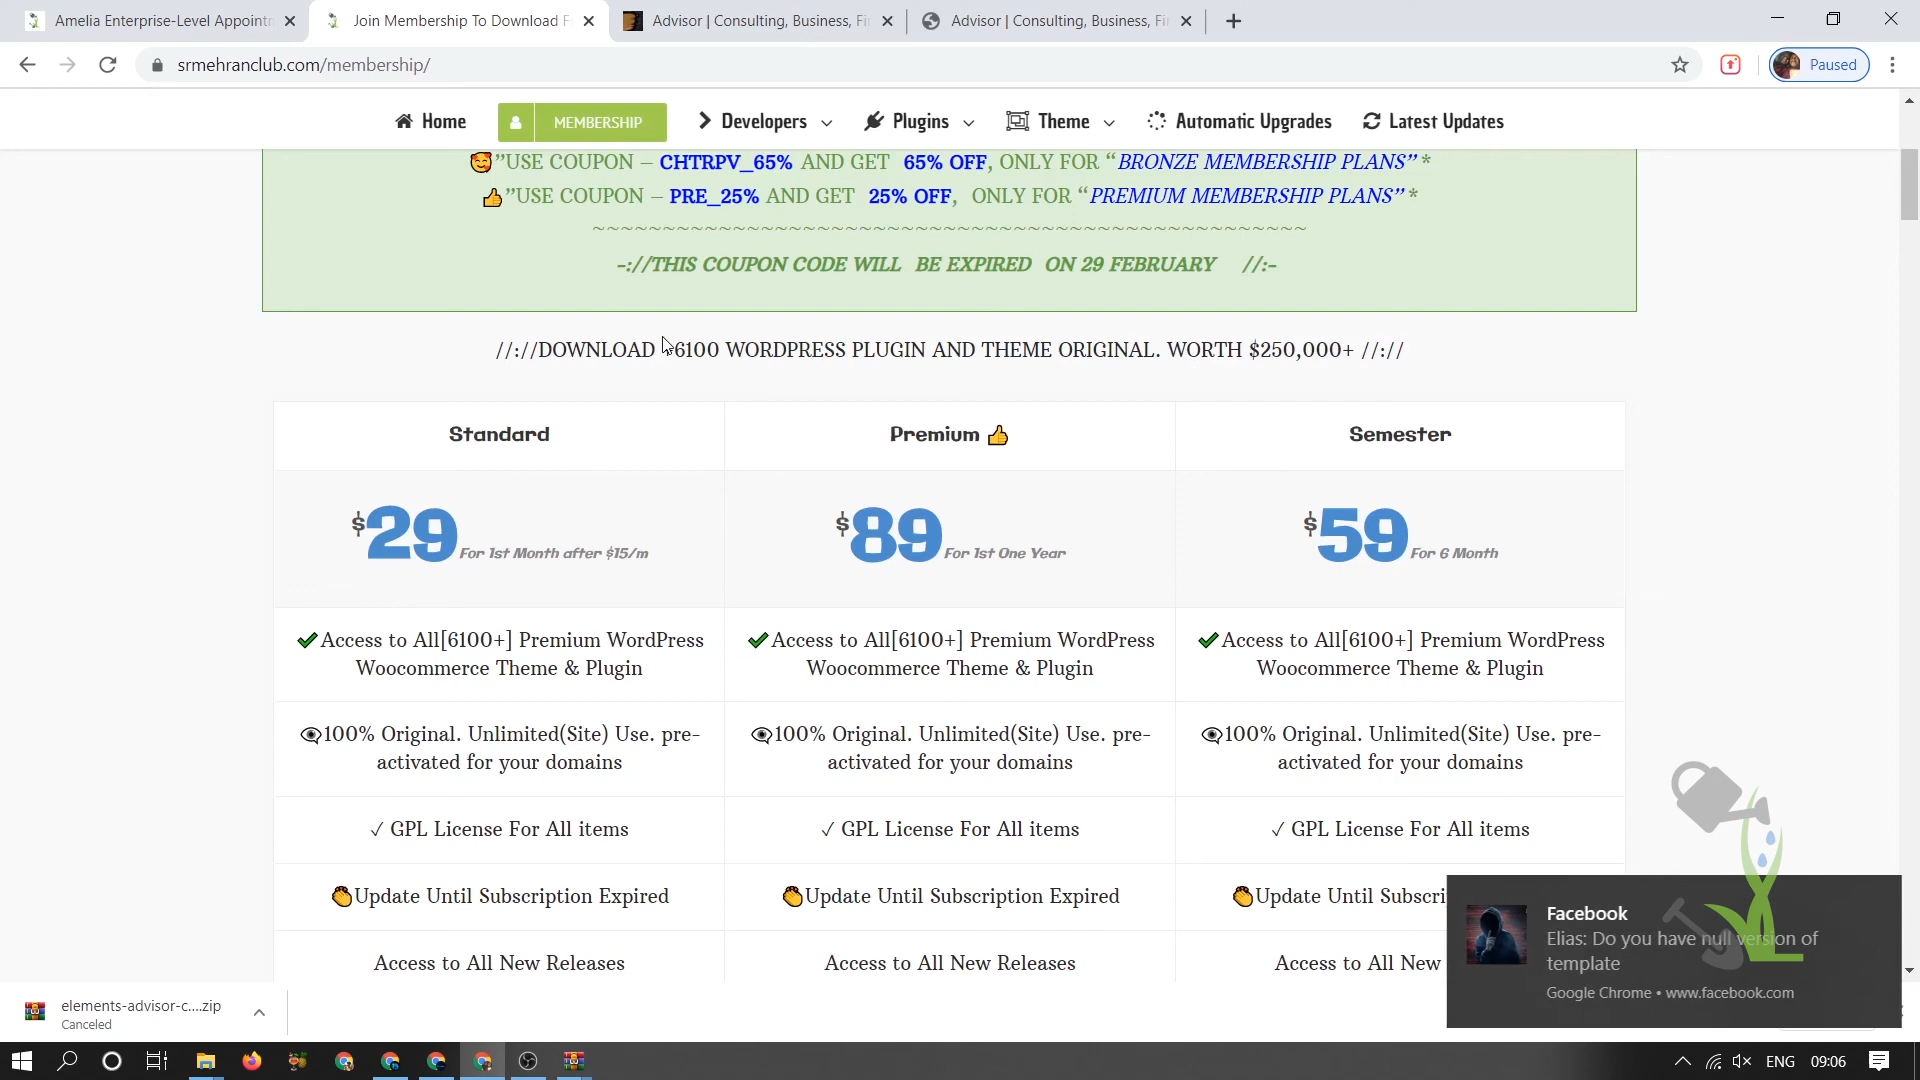 Amelia Enterprise-Level Appoint
Join Membership To Download F
Advisor | Consulting, Business, Fi
Advisor | Consulting, Business, Fi
srmehranclub.com/membership/
Paused
Home
MEMBERSHIP
Developers
Plugins
Theme
Automatic Upgrades
Latest Updates
🥰”USE COUPON – CHTRPV_65% AND GET 65% OFF, ONLY FOR “BRONZE MEMBERSHIP PLANS”*
👍”USE COUPON – PRE_25% AND GET 25% OFF, ONLY FOR “PREMIUM MEMBERSHIP PLANS”*
~~~~~~~~~~~~~~~~~~~~~~~~~~~~~~~~~~~~~~~~~~~~~~~~~~~
-://THIS COUPON CODE WILL BE EXPIRED ON 29 FEBRUARY //:-
//://DOWNLOAD 6100 WORDPRESS PLUGIN AND THEME ORIGINAL. WORTH $250,000+ //://
Standard
Premium 👍
Semester
$29 For 1st Month after $15/m
$89 For 1st One Year
$59 For 6 Month
✔Access to All[6100+] Premium WordPress
Woocommerce Theme & Plugin
✔Access to All[6100+] Premium WordPress
Woocommerce Theme & Plugin
✔Access to All[6100+] Premium WordPress
Woocommerce Theme & Plugin
👁‍🗨100% Original. Unlimited(Site) Use. pre-
activated for your domains
👁‍🗨100% Original. Unlimited(Site) Use. pre-
activated for your domains
👁‍🗨100% Original. Unlimited(Site) Use. pre-
activated for your domains
✓ GPL License For All items
✓ GPL License For All items
✓ GPL License For All items
👏Update Until Subscription Expired
👏Update Until Subscription Expired
👏Update Until Subscri
Access to All New Releases
Access to All New Releases
Access to All New
Facebook
Elias: Do you have null version of
template
Google Chrome • www.facebook.com
elements-advisor-c....zip
Canceled
ENG
09:06